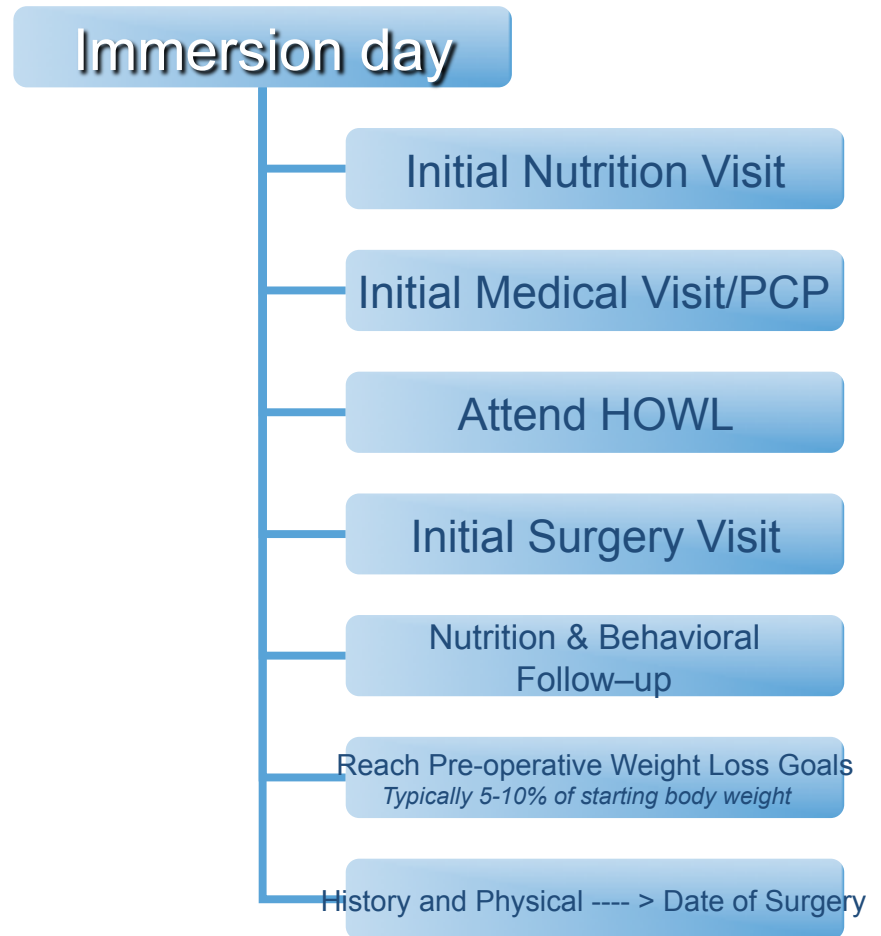 Immersion day
Initial Nutrition Visit
Initial Medical Visit/PCP
Attend HOWL
Initial Surgery Visit
Nutrition & Behavioral
Follow–up
Reach Pre-operative Weight Loss Goals
Typically 5-10% of starting body weight
History and Physical ---- > Date of Surgery